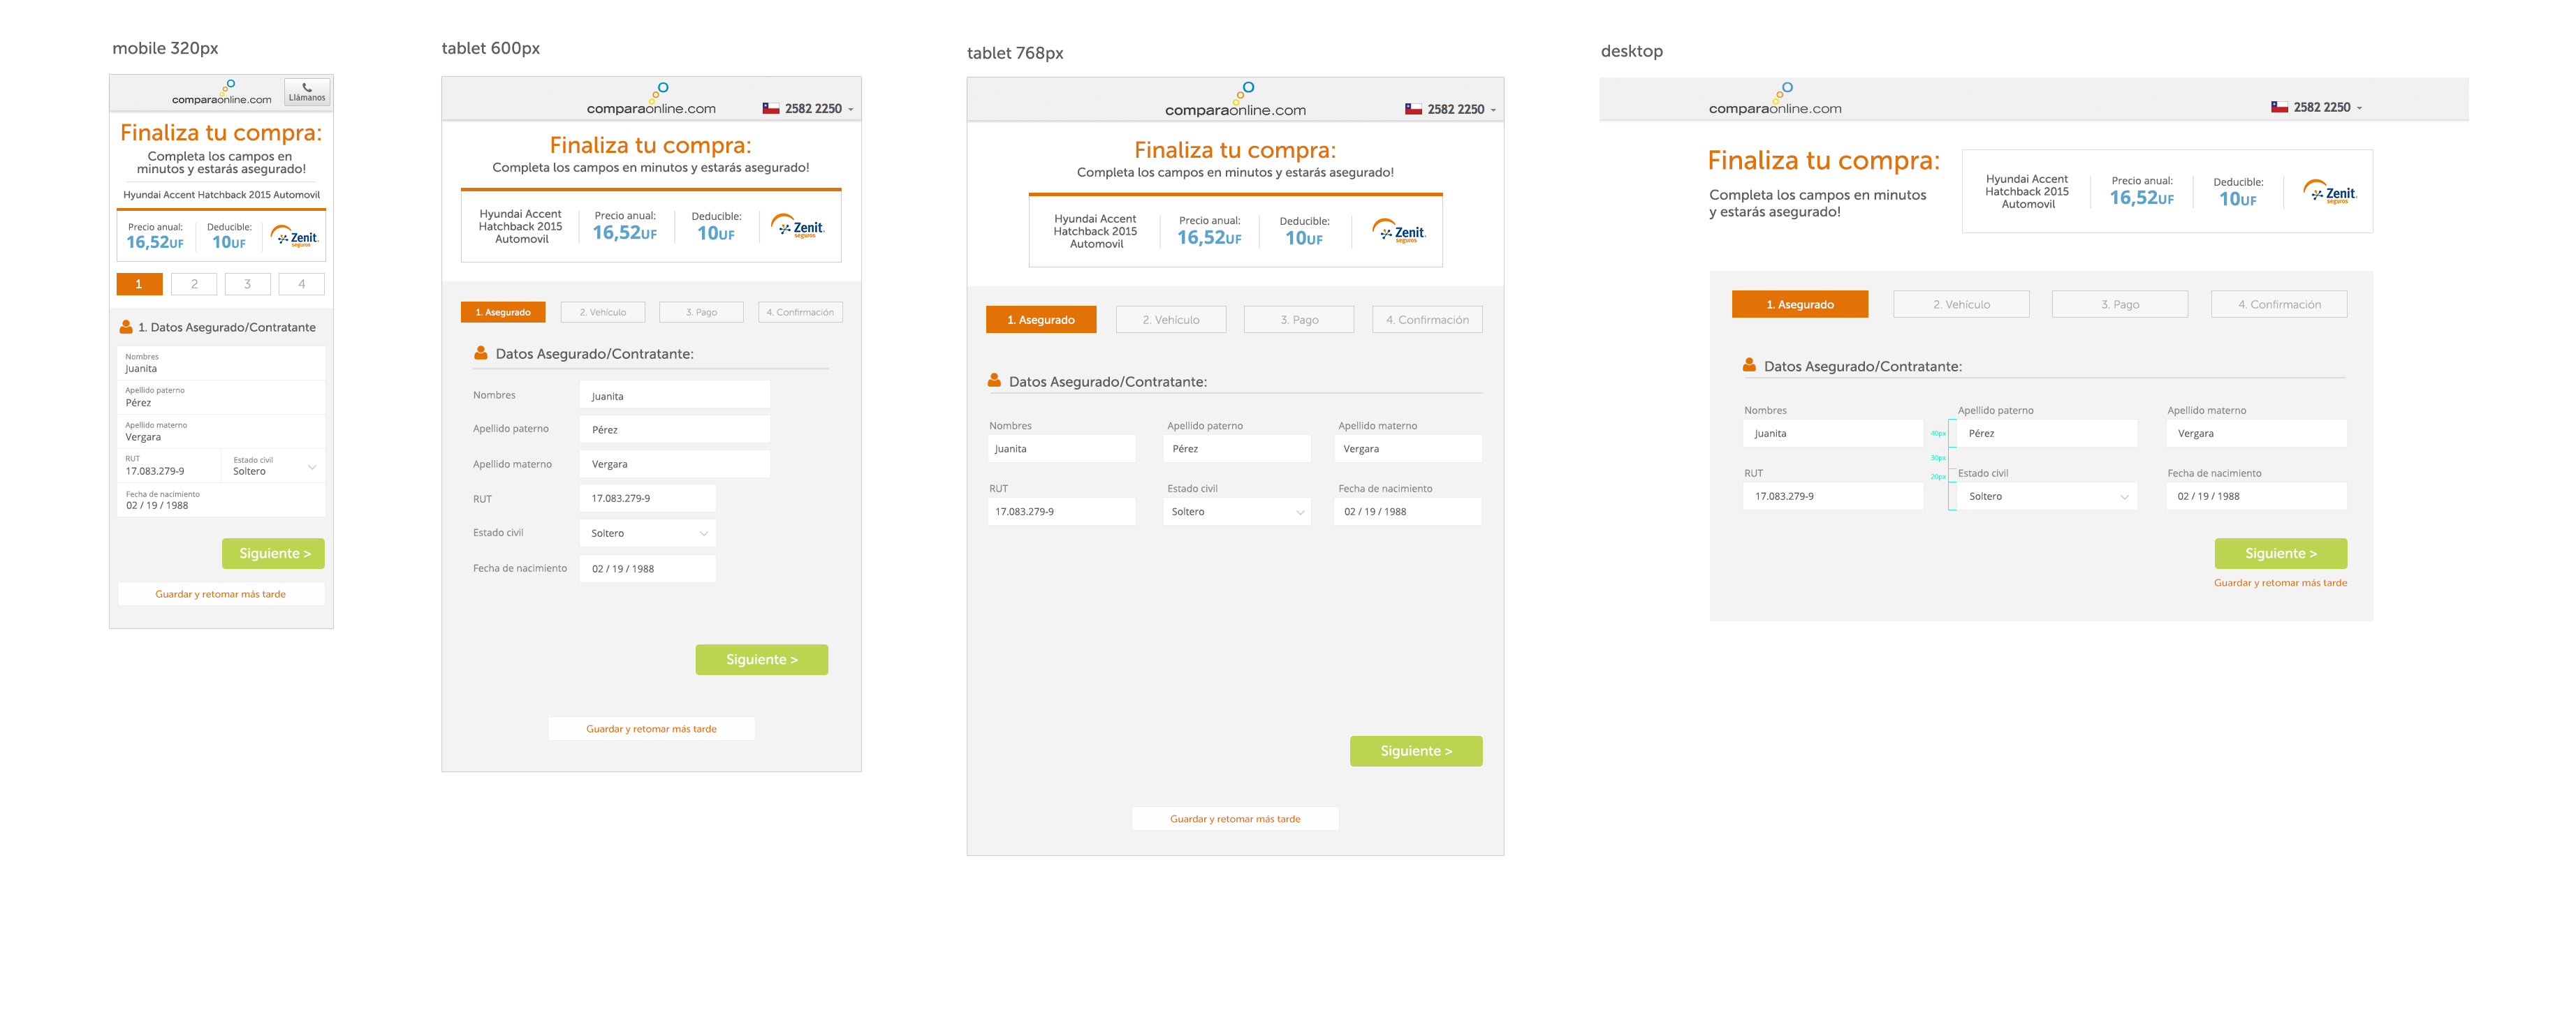 mobile 320px
comparaonline.com
Llámanos
Finaliza tu compra:
Completa los campos en
minutos y estarás asegurado!
Hyundai Accent Hatchback 2015 Automovil
Precio anual:
16,52UF
Deducible:
10UF
Zenit.
seguros
1
2
3
4
1. Datos Asegurado/Contratante
Nombres
Juanita
Apellido paterno
Pérez
Apellido materno
Vergara
RUT
17.083.279-9
Estado civil
Soltero
Fecha de nacimiento
02 / 19 / 1988
Siguiente >
Guardar y retomar más tarde
tablet 600px
comparaonline.com
2582 2250
Finaliza tu compra:
Completa los campos en minutos y estarás asegurado!
Hyundai Accent
Hatchback 2015
Automovil
Precio anual:
16,52UF
Deducible:
10UF
Zenit.
seguros
1. Asegurado
2. Vehículo
3. Pago
4. Confirmación
Datos Asegurado/Contratante:
Nombres
Juanita
Apellido paterno
Pérez
Apellido materno
Vergara
RUT
17.083.279-9
Estado civil
Soltero
Fecha de nacimiento
02 / 19 / 1988
Siguiente >
Guardar y retomar más tarde
tablet 768px
comparaonline.com
2582 2250
Finaliza tu compra:
Completa los campos en minutos y estarás asegurado!
Hyundai Accent
Hatchback 2015
Automovil
Precio anual:
16,52UF
Deducible:
10UF
Zenit.
seguros
1. Asegurado
2. Vehículo
3. Pago
4. Confirmación
Datos Asegurado/Contratante:
Nombres
Apellido paterno
Apellido materno
Juanita
Pérez
Vergara
RUT
Estado civil
Fecha de nacimiento
17.083.279-9
Soltero
02 / 19 / 1988
Siguiente >
Guardar y retomar más tarde
desktop
comparaonline.com
2582 2250
Finaliza tu compra:
Completa los campos en minutos
y estarás asegurado!
Hyundai Accent
Hatchback 2015
Automovil
Precio anual:
16,52UF
Deducible:
10UF
Zenit.
seguros
1. Asegurado
2. Vehículo
3. Pago
4. Confirmación
Datos Asegurado/Contratante:
Nombres
Apellido paterno
Apellido materno
Juanita
40px
Pérez
Vergara
30px
RUT
20px
Estado civil
Fecha de nacimiento
17.083.279-9
Soltero
02 / 19 / 1988
Siguiente >
Guardar y retomar más tarde